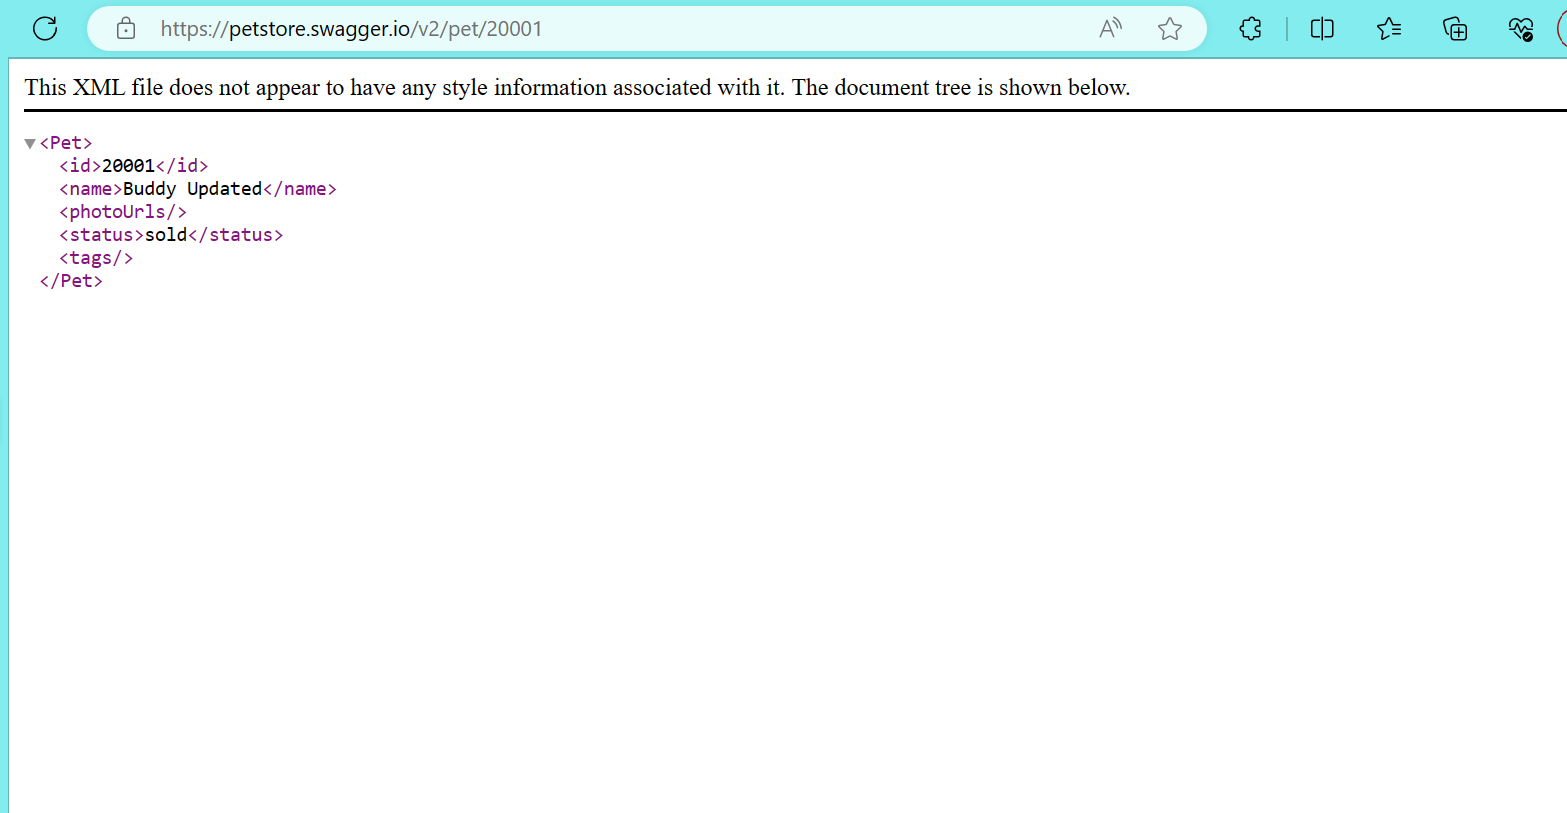 https://petstore.swagger.io/v2/pet/20001
This XML file does not appear to have any style information associated with it. The document tree is shown below.
<Pet>
<id>20001</id>
<name>Buddy Updated</name>
<photoUrls/>
<status>sold</status>
<tags/>
</Pet>